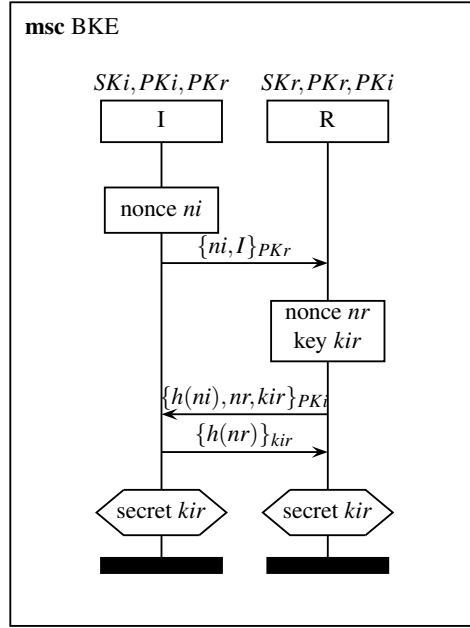 msc BKE
SKi, PKi, PKr
SKr, PKr, PKi
I
R
nonce ni
{ni, I}PKr
nonce nr
key kir
{h(ni), nr, kir}PKi
{h(nr)}kir
secret kir
secret kir